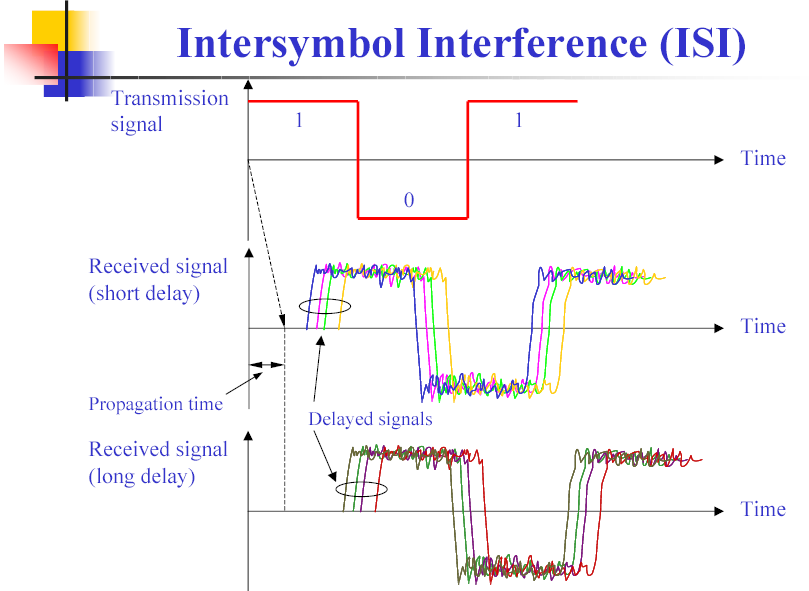 Intersymbol Interference (ISI)
Transmission
signal
1
1
Time
0
Received signal
(short delay)
Time
Propagation time
Delayed signals
Received signal
(long delay)
Time